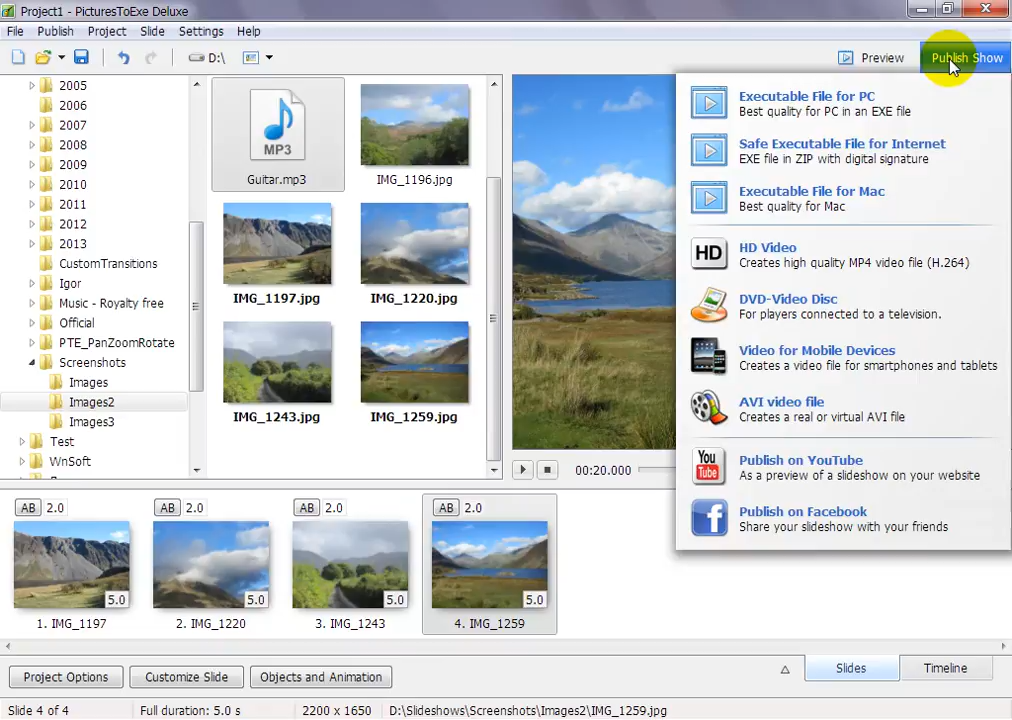 Project1 - PicturesToExe Deluxe
File Publish Project Slide Settings Help
D:\
Preview
Publish Show
2005
2006
2007
2008
2009
2010
2011
2012
2013
CustomTransitions
Igor
Music - Royalty free
Official
PTE_PanZoomRotate
Screenshots
Images
Images2
Images3
Test
WnSoft
MP3
Guitar.mp3
IMG_1196.jpg
IMG_1197.jpg
IMG_1220.jpg
IMG_1243.jpg
IMG_1259.jpg
00:20.000
Executable File for PC
Best quality for PC in an EXE file
Safe Executable File for Internet
EXE file in ZIP with digital signature
Executable File for Mac
Best quality for Mac
HD
HD Video
Creates high quality MP4 video file (H.264)
DVD-Video Disc
For players connected to a television.
Video for Mobile Devices
Creates a video file for smartphones and tablets
AVI video file
Creates a real or virtual AVI file
You
Tube
Publish on YouTube
As a preview of a slideshow on your website
f
Publish on Facebook
Share your slideshow with your friends
AB 2.0
AB 2.0
AB 2.0
AB 2.0
5.0
5.0
5.0
5.0
1. IMG_1197
2. IMG_1220
3. IMG_1243
4. IMG_1259
Project Options
Customize Slide
Objects and Animation
Slides
Timeline
Slide 4 of 4
Full duration: 5.0 s
2200 x 1650
D:\Slideshows\Screenshots\Images2\IMG_1259.jpg